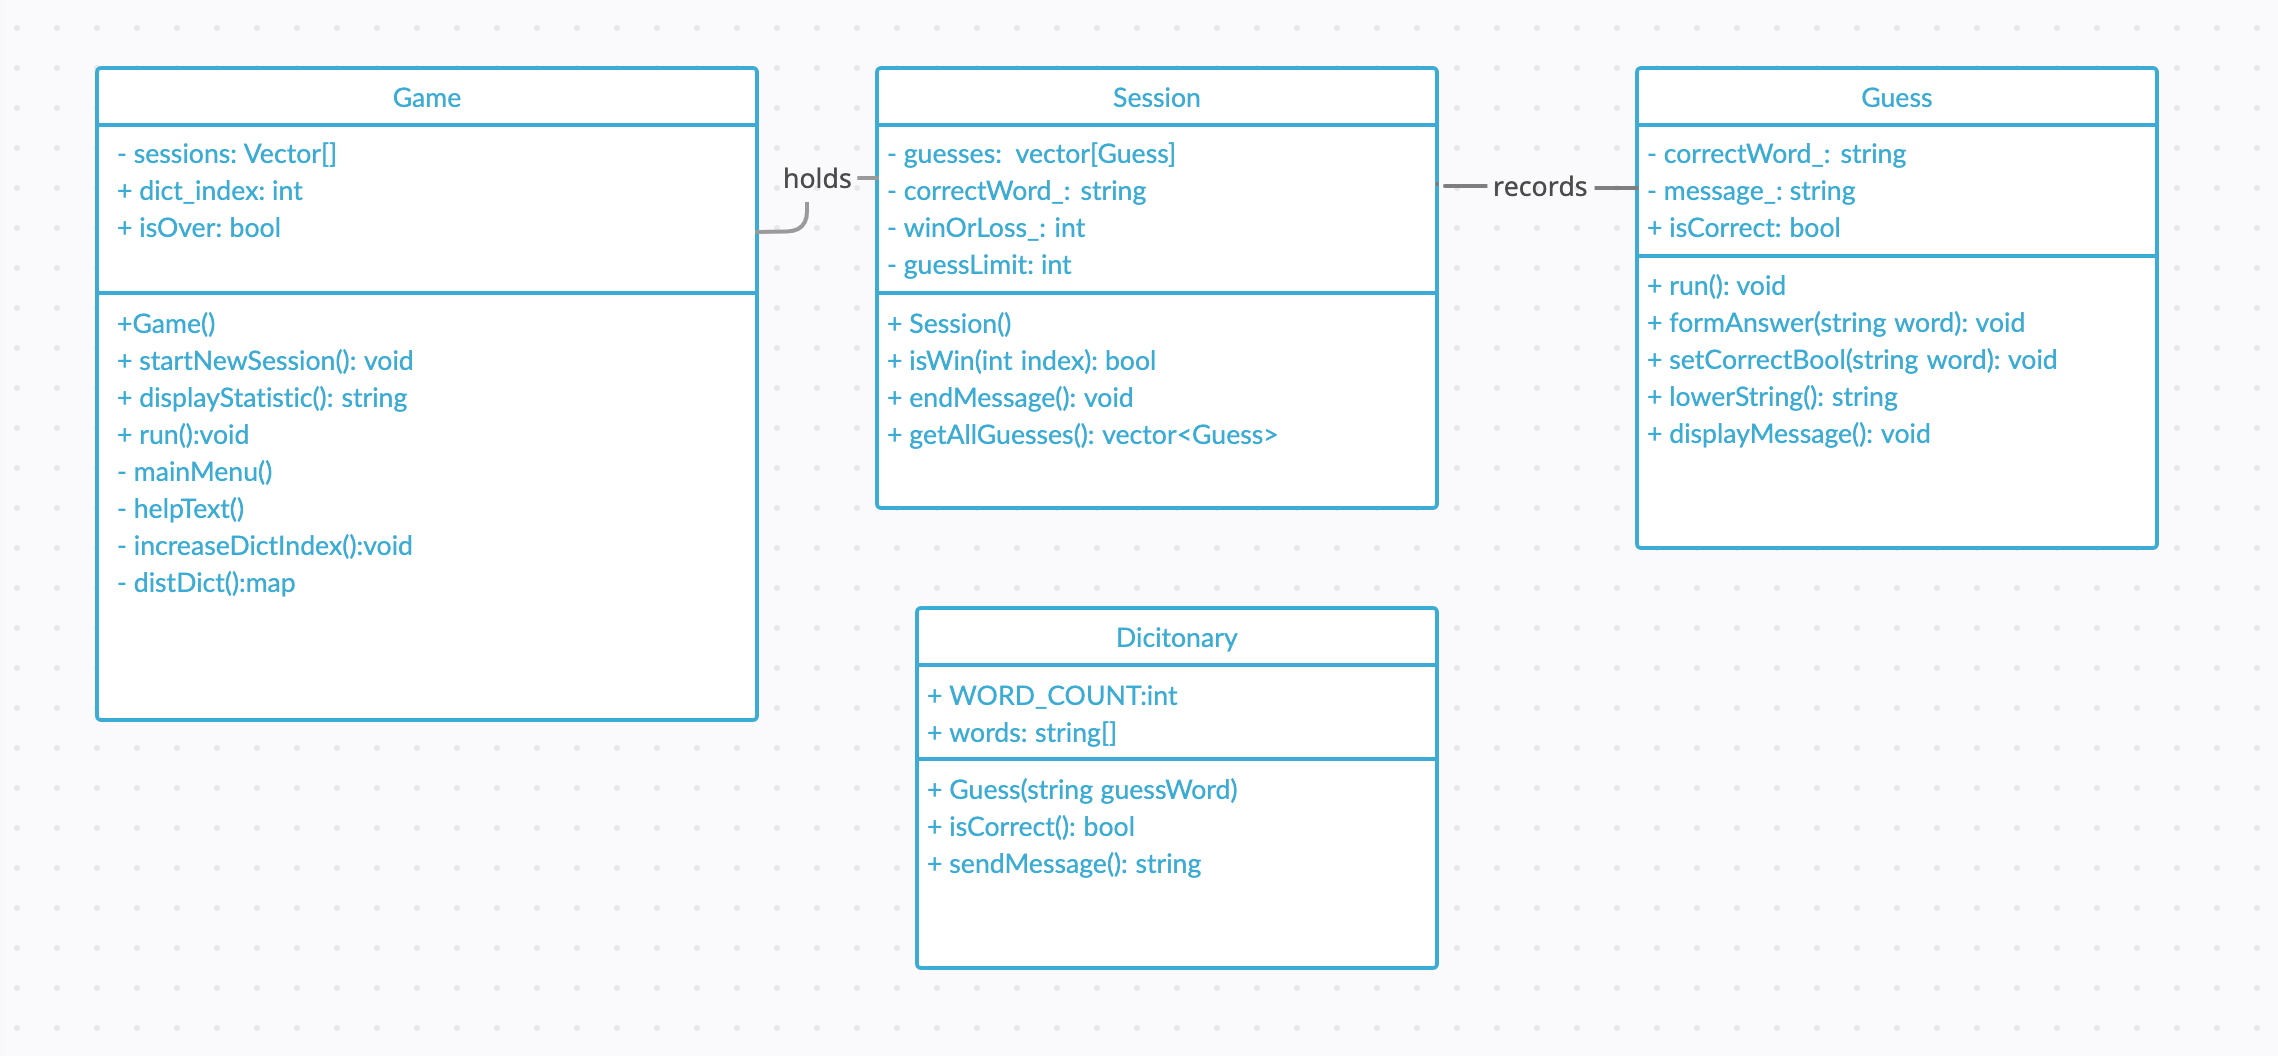 Game
- sessions: Vector[]
+ dict_index: int
+ isOver: bool
+Game()
+ startNewSession(): void
+ displayStatistic(): string
+ run():void
- mainMenu()
- helpText()
- increaseDictIndex():void
- distDict():map
holds
Session
- guesses:  vector[Guess]
- correctWord_: string
- winOrLoss_: int
- guessLimit: int
+ Session()
+ isWin(int index): bool
+ endMessage(): void
+ getAllGuesses(): vector<Guess>
records
Guess
- correctWord_: string
- message_: string
+ isCorrect: bool
+ run(): void
+ formAnswer(string word): void
+ setCorrectBool(string word): void
+ lowerString(): string
+ displayMessage(): void
Dicitonary
+ WORD_COUNT:int
+ words: string[]
+ Guess(string guessWord)
+ isCorrect(): bool
+ sendMessage(): string